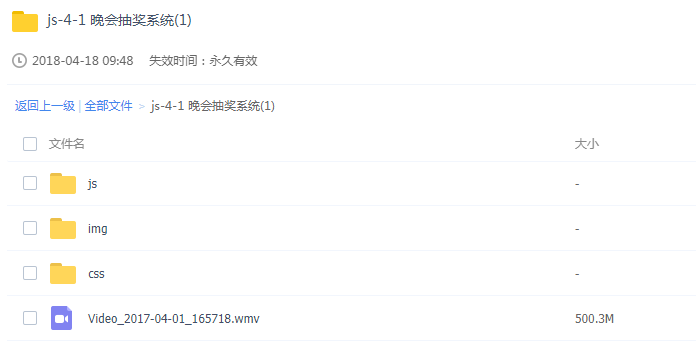 js-4-1 晚会抽奖系统(1)
2018-04-18 09:48 失效时间：永久有效
返回上一级 | 全部文件 > js-4-1 晚会抽奖系统(1)
文件名 大小
js -
img -
css -
Video_2017-04-01_165718.wmv 500.3M